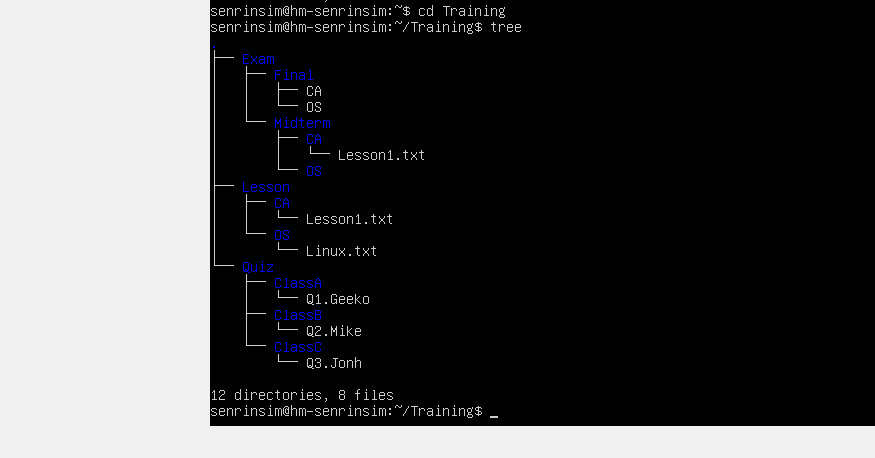 senrinsim@hm-senrinsim:~$ cd Training
senrinsim@hm-senrinsim:~/Training$ tree
.
├── Exam
│   ├── Final
│   │   ├── CA
│   │   └── OS
│   └── Midterm
│       ├── CA
│       │   └── Lesson1.txt
│       └── OS
├── Lesson
│   ├── CA
│   │   └── Lesson1.txt
│   └── OS
│       └── Linux.txt
└── Quiz
    ├── ClassA
    │   └── Q1.Geeko
    ├── ClassB
    │   └── Q2.Mike
    └── ClassC
        └── Q3.Jonh
12 directories, 8 files
senrinsim@hm-senrinsim:~/Training$ _